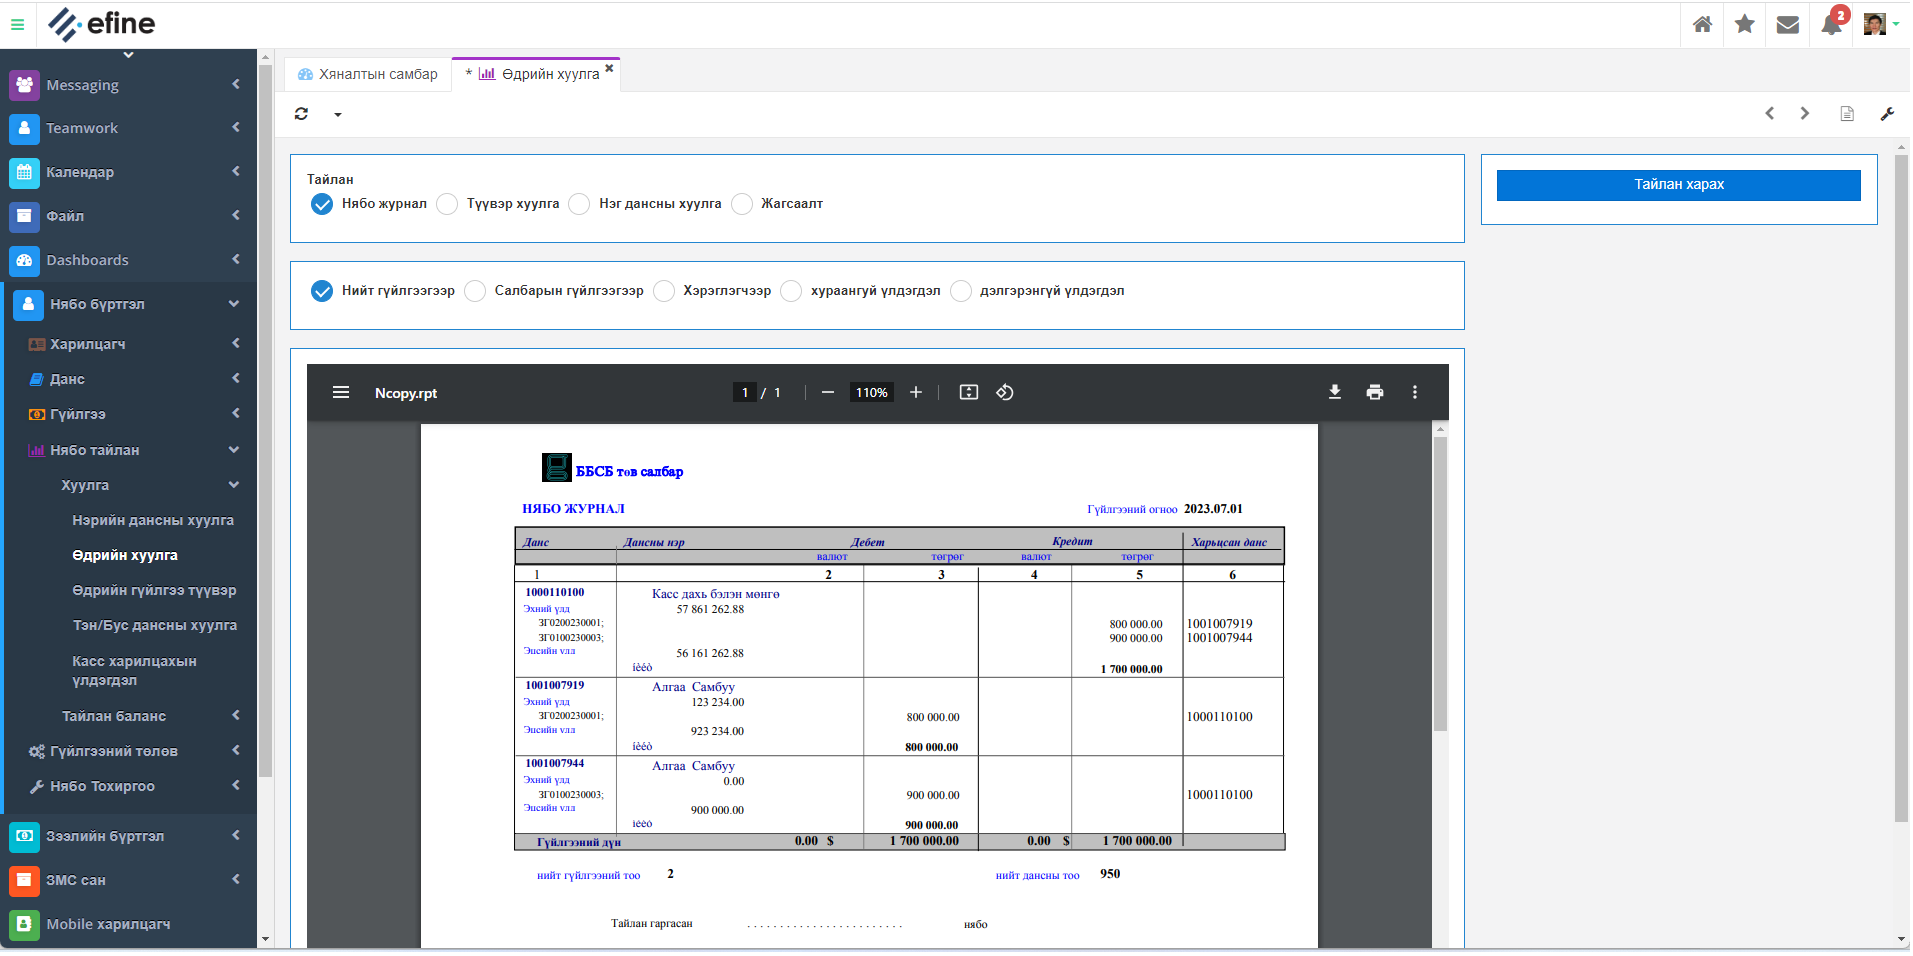 efine
2
Messaging
Teamwork
Календар
Файл
Dashboards
Нябо бүртгэл
Харилцагч
Данс
Гүйлгээ
Нябо тайлан
Хуулга
Нэрийн дансны хуулга
Өдрийн хуулга
Өдрийн гүйлгээ түүвэр
Тэн/Бус дансны хуулга
Касс харилцахын
үлдэгдэл
Тайлан баланс
Гүйлгээний төлөв
Нябо Тохиргоо
Зээлийн бүртгэл
ЗМС сан
Mobile харилцагч
Хяналтын самбар * Өдрийн хуулга
Тайлан
Нябо журнал Түүвэр хуулга Нэг дансны хуулга Жагсаалт
Тайлан харах
Нийт гүйлгээгээр Салбарын гүйлгээгээр Хэрэглэгчээр хураангуй үлдэгдэл дэлгэрэнгүй үлдэгдэл
Ncopy.rpt 1 / 1 110%
ББСБ төв салбар
НЯБО ЖУРНАЛ Гүйлгээний огноо 2023.07.01
Данс Дансны нэр Дебет Кредит Харьцсан данс
валют төгрөг валют төгрөг
1 2 3 4 5 6
1000110100 Касс дахь бэлэн мөнгө
Эхний үлд 57 861 262.88
ЗГ0200230001; 800 000.00 1001007919
ЗГ0100230003; 900 000.00 1001007944
Эцсийн үлд 56 161 262.88
íèéò 1 700 000.00
1001007919 Алгаа Самбуу
Эхний үлд 123 234.00
ЗГ0200230001; 800 000.00 1000110100
Эцсийн үлд 923 234.00
íèéò 800 000.00
1001007944 Алгаа Самбуу
Эхний үлд 0.00
ЗГ0100230003; 900 000.00 1000110100
Эцсийн үлд 900 000.00
íèéò 900 000.00
Гүйлгээний дүн 0.00 $ 1 700 000.00 0.00 $ 1 700 000.00
нийт гүйлгээний тоо 2 нийт дансны тоо 950
Тайлан гаргасан . . . . . . . . . . . . . . . . . . . . . . . . нябо